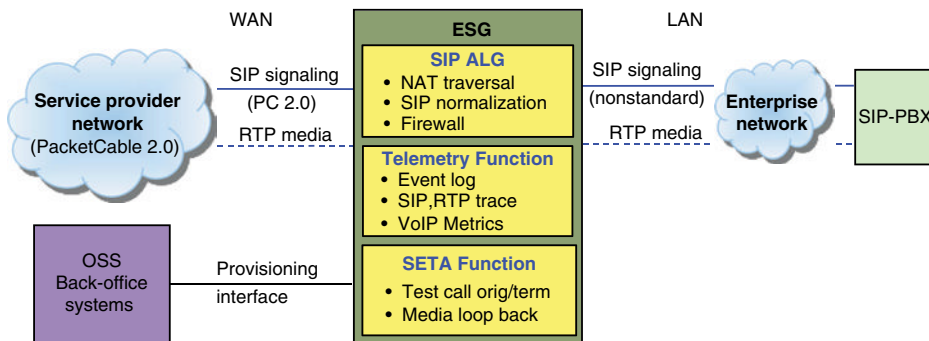 WAN
ESG
LAN
SIP ALG
• NAT traversal
• SIP normalization
• Firewall
SIP signaling
(PC 2.0)
RTP media
Service provider
network
(PacketCable 2.0)
SIP signaling
(nonstandard)
RTP media
Enterprise
network
SIP-PBX
Telemetry Function
• Event log
• SIP,RTP trace
• VoIP Metrics
OSS
Back-office
systems
Provisioning
interface
SETA Function
• Test call orig/term
• Media loop back